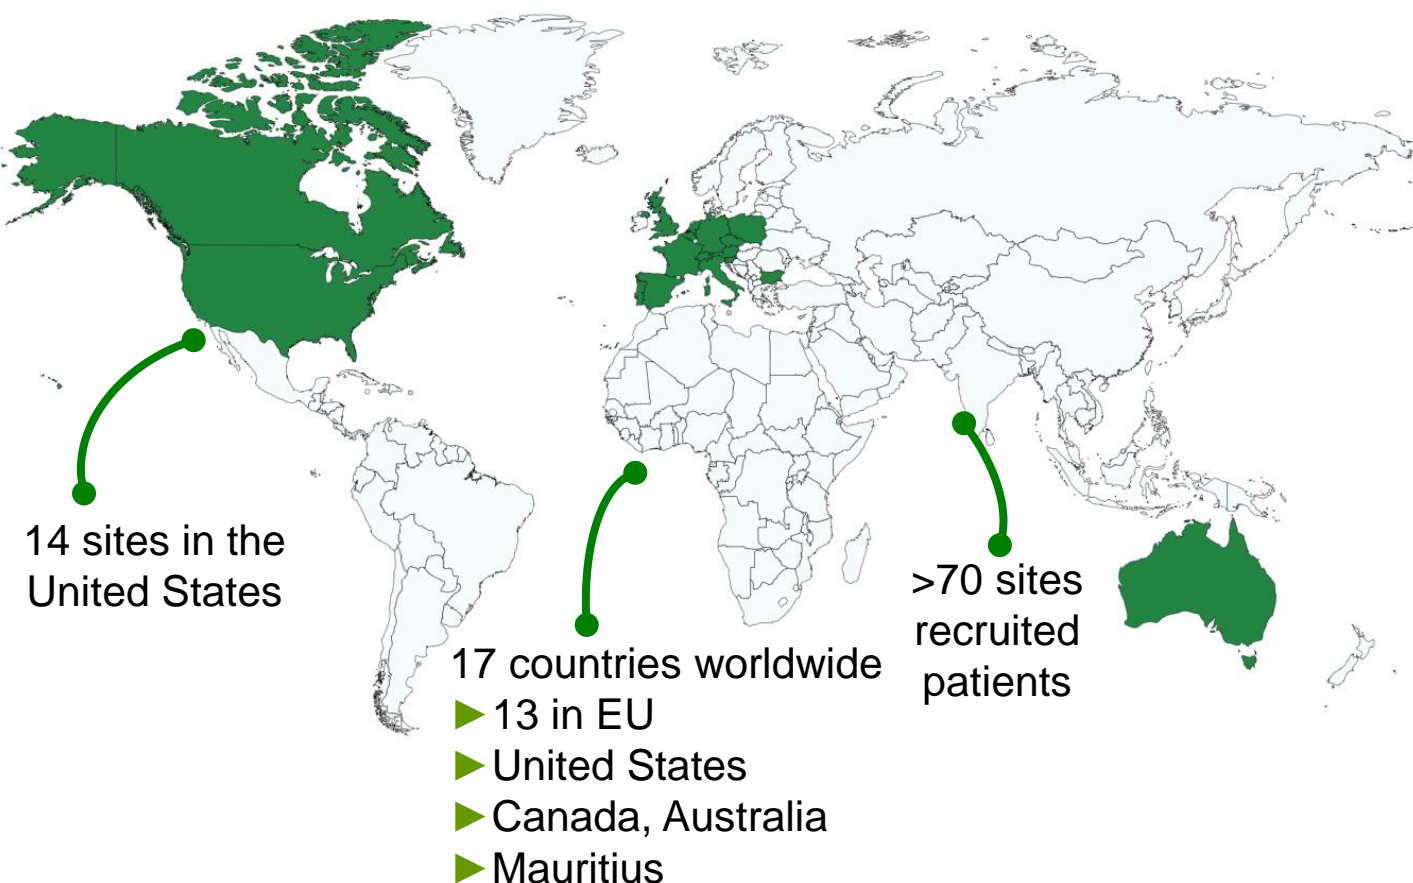 14 sites in the
United States
17 countries worldwide
►13 in EU
►United States
►Canada, Australia
►Mauritius
>70 sites
recruited
patients